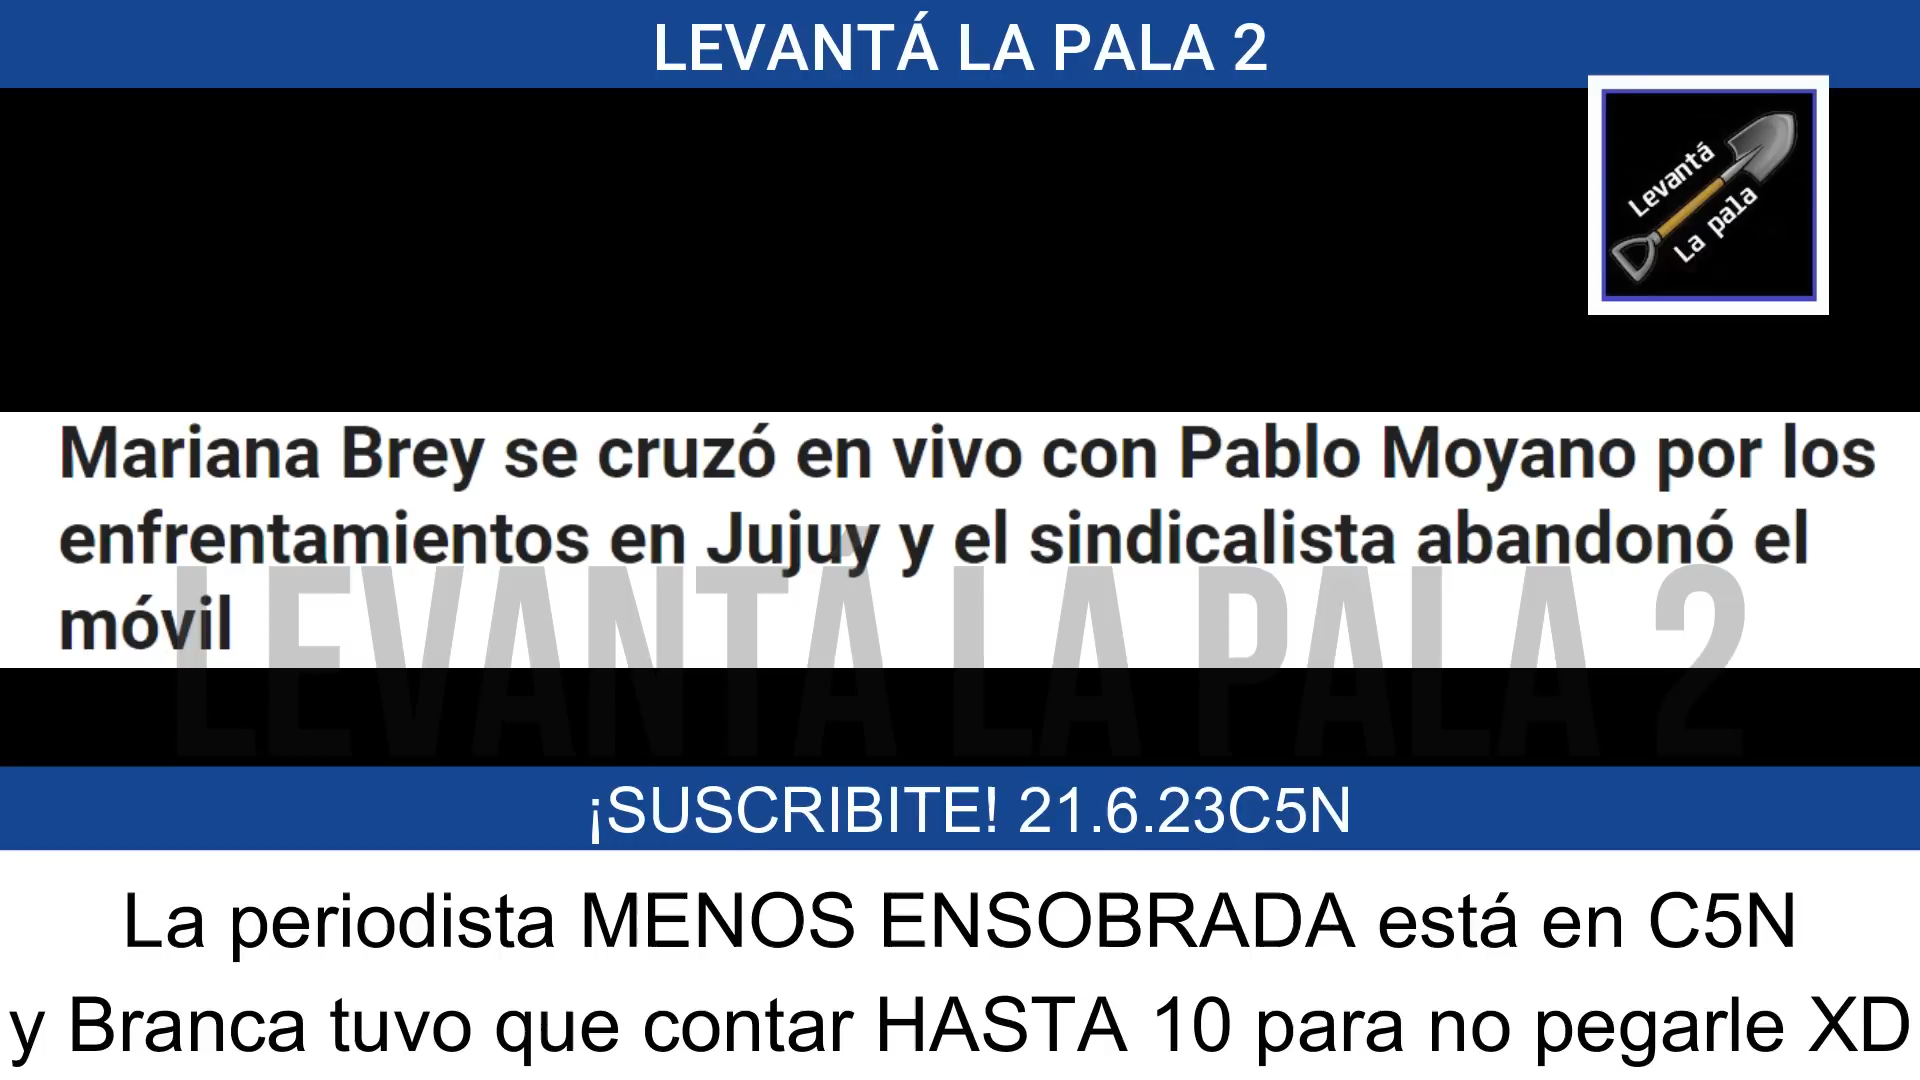 LEVANTÁ LA PALA 2
Levantá
La pala
Mariana Brey se cruzó en vivo con Pablo Moyano por los
enfrentamientos en Jujuy y el sindicalista abandonó el
móvil
LEVANTÁ LA PALA 2
¡SUSCRIBITE! 21.6.23C5N
La periodista MENOS ENSOBRADA está en C5N
y Branca tuvo que contar HASTA 10 para no pegarle XD